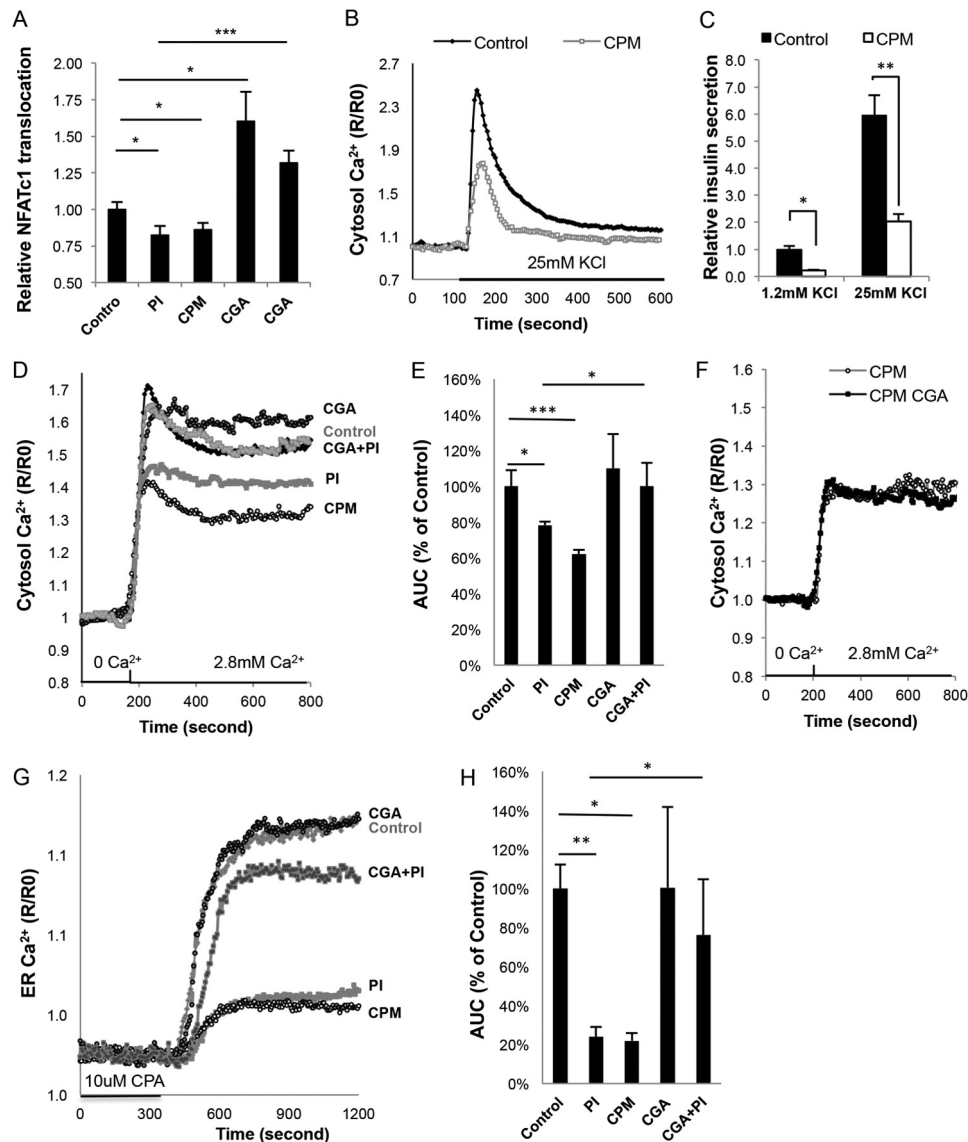 A
***
*
*
*
Relative NFATc1 translocation
2.00
1.75
1.50
1.25
1.00
0.75
0.50
Control
PI
CPM
CGA
CGA
B
Control
CPM
Cytosol Ca²⁺ (R/R0)
2.7
2.3
1.9
1.5
1.1
0.7
25mM KCl
0 100 200 300 400 500 600
Time (second)
C
Control
CPM
Relative insulin secretion
8.0
7.0
6.0
5.0
4.0
3.0
2.0
1.0
0.0
*
**
1.2mM KCl
25mM KCl
D
Cytosol Ca²⁺ (R/R0)
1.7
1.6
1.5
1.4
1.3
1
0.8
CGA
Control
CGA+PI
PI
CPM
0 Ca²⁺
2.8mM Ca²⁺
0 200 400 600 800
Time (second)
E
AUC (% of Control)
160%
140%
120%
100%
80%
60%
40%
20%
0%
*
***
*
Control
PI
CPM
CGA
CGA+PI
F
CPM
CPM CGA
Cytosol Ca²⁺ (R/R0)
1.6
1.5
1.4
1.3
1.2
1.1
1.0
0.9
0.8
0 Ca²⁺
2.8mM Ca²⁺
0 200 400 600 800
Time (second)
G
ER Ca²⁺ (R/R0)
1.2
1.1
1.1
1.0
1.0
CGA
Control
CGA+PI
PI
CPM
10uM CPA
0 300 600 900 1200
Time (second)
H
AUC (% of Control)
160%
140%
120%
100%
80%
60%
40%
20%
0%
*
*
**
Control
PI
CPM
CGA
CGA+PI